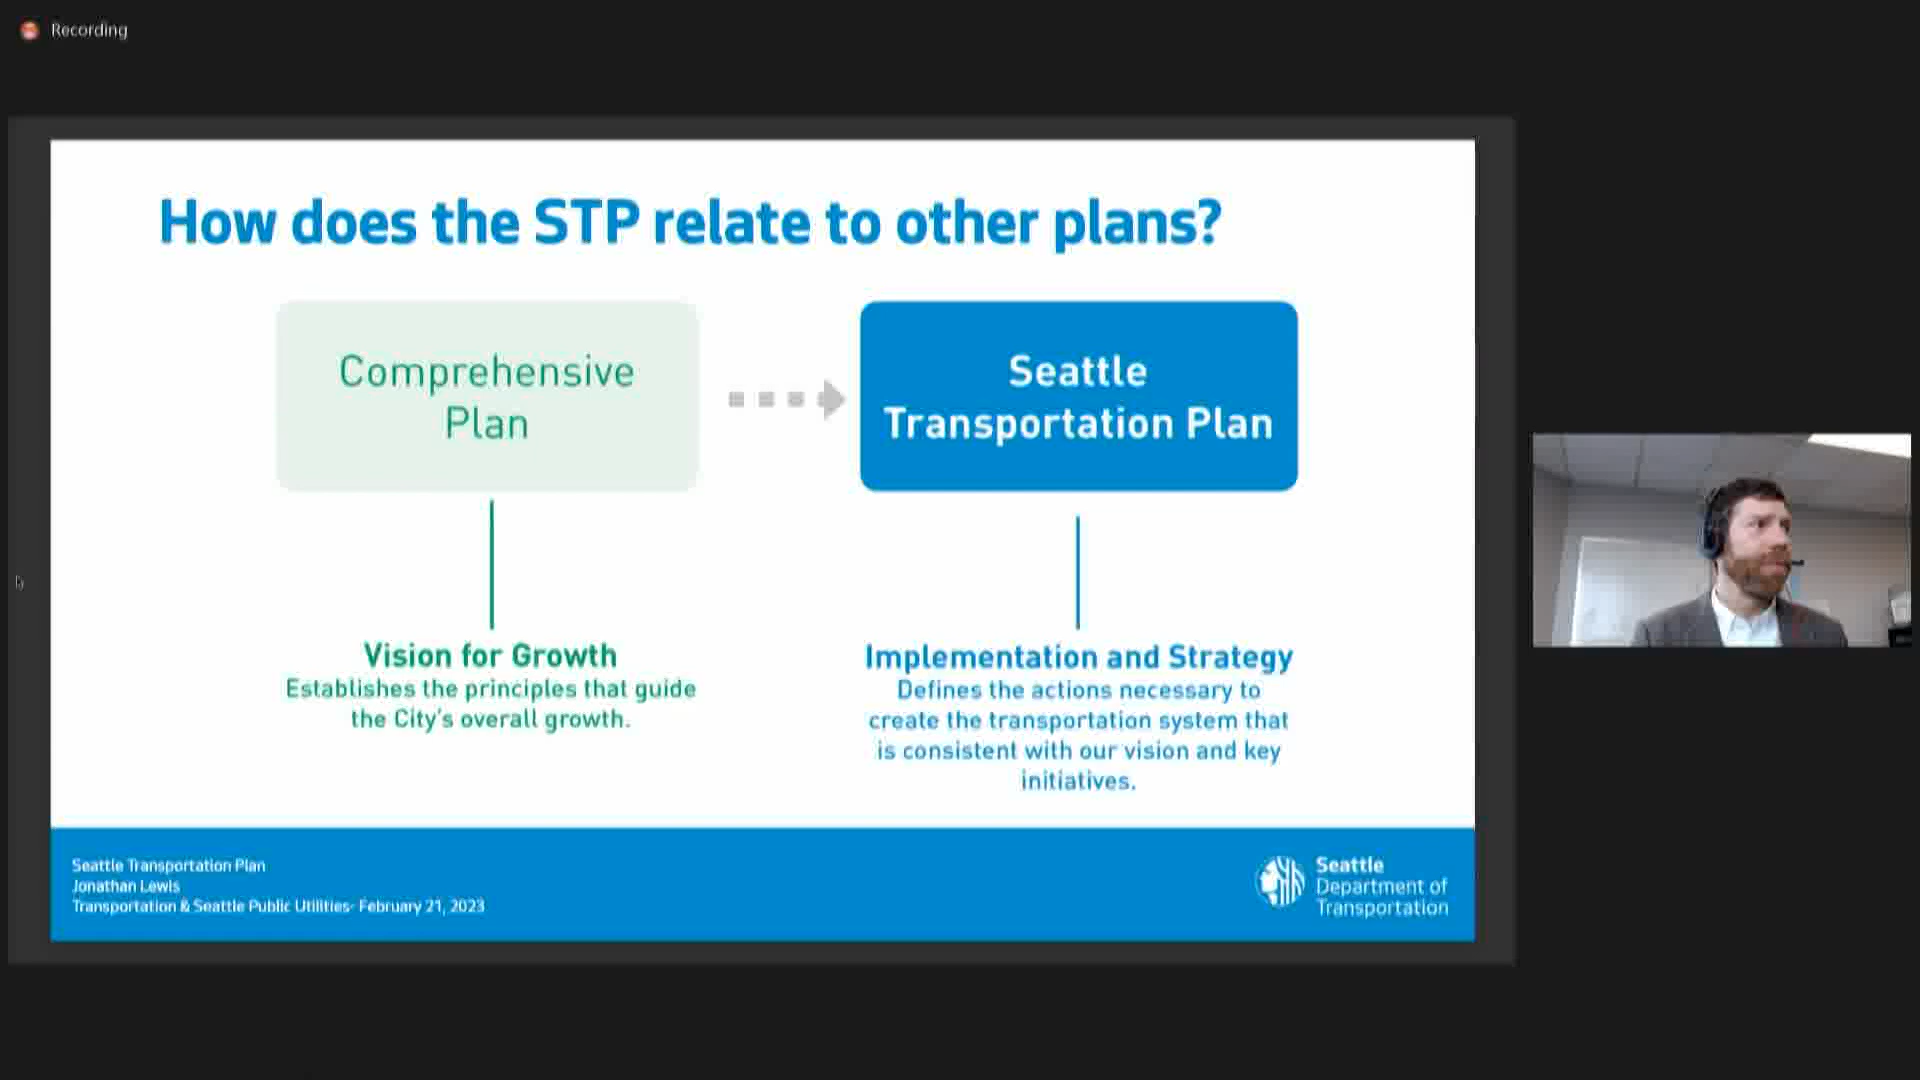 Recording
How does the STP relate to other plans?
Comprehensive
Plan
Seattle
Transportation Plan
Vision for Growth
Establishes the principles that guide
the City's overall growth.
Implementation and Strategy
Defines the actions necessary to
create the transportation system that
is consistent with our vision and key
initiatives.
Seattle Transportation Plan
Jonathan Lewis
Transportation & Seattle Public Utilities- February 21, 2023
Seattle
Department of
Transportation